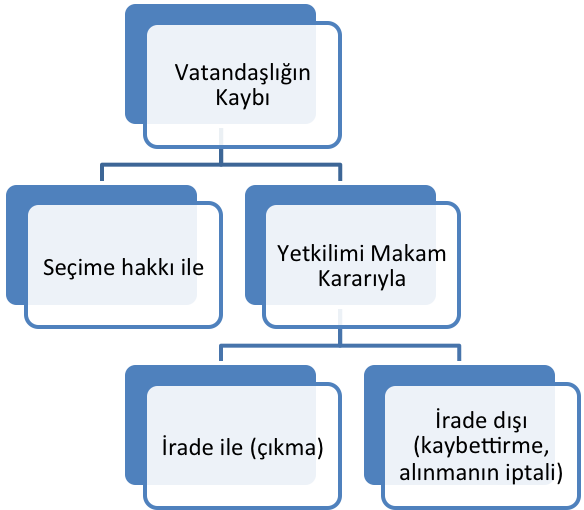 Vatandaşlığın
Kaybı
Seçime hakkı ile
Yetkilimi Makam
Kararıyla
İrade ile (çıkma)
İrade dışı
(kaybettirme,
alınmanın iptali)